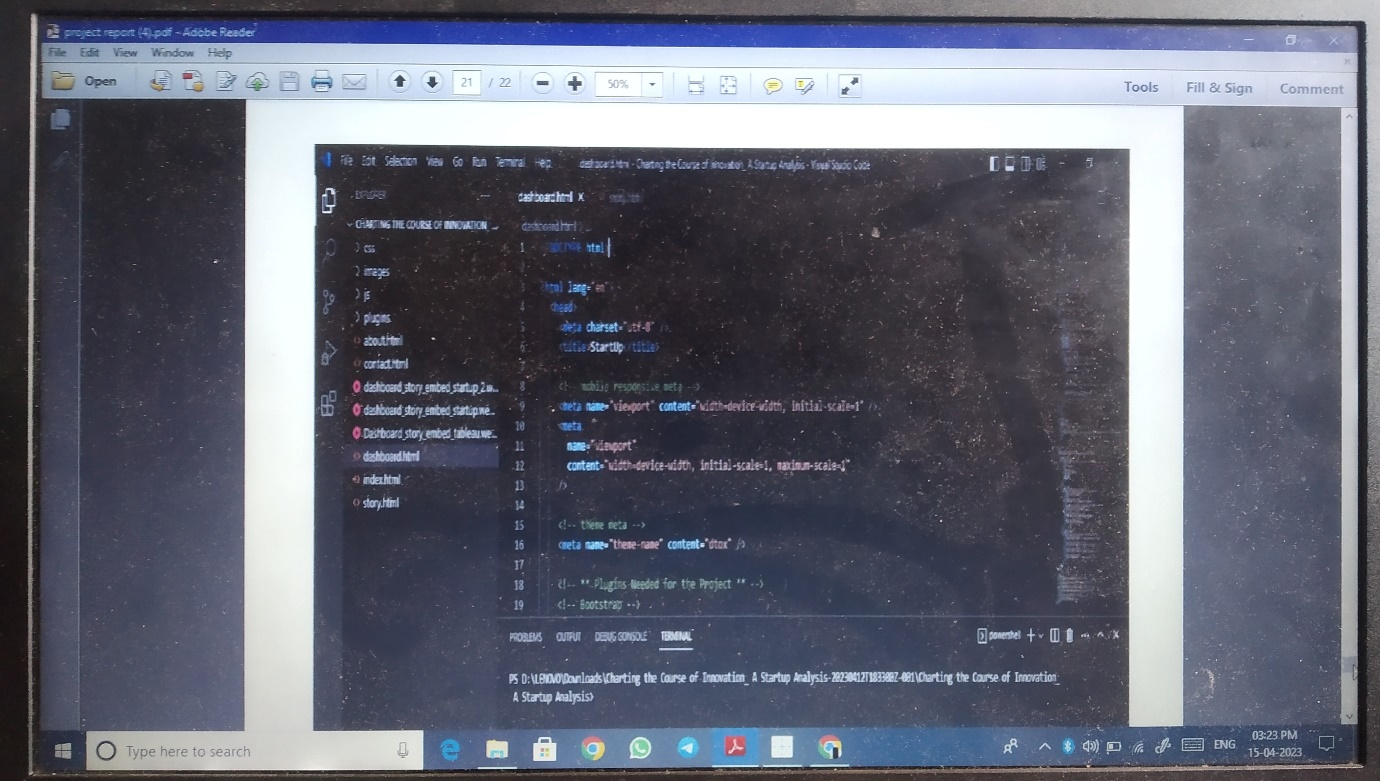 project report (4).pdf - Adobe Reader
File Edit View Window Help
Open 21 / 22 50% Tools Fill & Sign Comment
File Edit Selection View Go Run Terminal Help dashboard.html - Charting the Course of Innovation_ A Startup Analysis - Visual Studio Code
EXPLORER
CHARTING THE COURSE OF INNOVATION_ ...
css
images
js
plugins
about.html
contact.html
dashboard_story_embed_startup_2.w...
dashboard_story_embed_startup.we...
Dashboard_story_embed_tableau.we...
dashboard.html
index.html
story.html
dashboard.html X
dashboard.html
1 html
html lang="en"
4 <head>
5 <meta charset="utf-8" />
6 <title>StartUp</title>
8 <!-- mobile responsive meta -->
9 <meta name="viewport" content="width=device-width, initial-scale=1" />
10 <meta
11 name="viewport"
12 content="width=device-width, initial-scale=1, maximum-scale=1"
13 />
14
15 <!-- theme meta -->
16 <meta name="theme-name" content="dtox" />
17
18 <!-- ** Plugins Needed for the Project ** -->
19 <!-- Bootstrap -->
PROBLEMS OUTPUT DEBUG CONSOLE TERMINAL powershell
PS D:\LENOVO\Downloads\Charting the Course of Innovation_ A Startup Analysis-20230412T183308Z-001\Charting the Course of Innovation_
A Startup Analysis>
Type here to search ENG 03:23 PM
15-04-2023